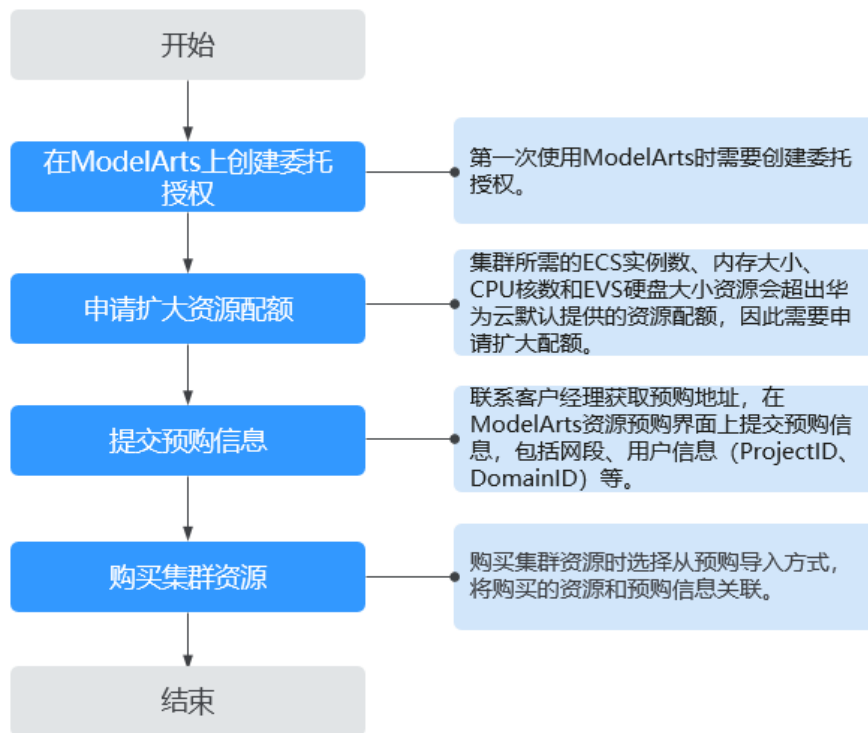 开始
在ModelArts上创建委托
授权
第一次使用ModelArts时需要创建委托
授权。
申请扩大资源配额
集群所需的ECS实例数、内存大小、
CPU核数和EVS硬盘大小资源会超出华
为云默认提供的资源配额，因此需要申
请扩大配额。
提交预购信息
联系客户经理获取预购地址，在
ModelArts资源预购界面上提交预购信
息，包括网段、用户信息（ProjectID、
DomainID）等。
购买集群资源
购买集群资源时选择从预购导入方式，
将购买的资源和预购信息关联。
结束